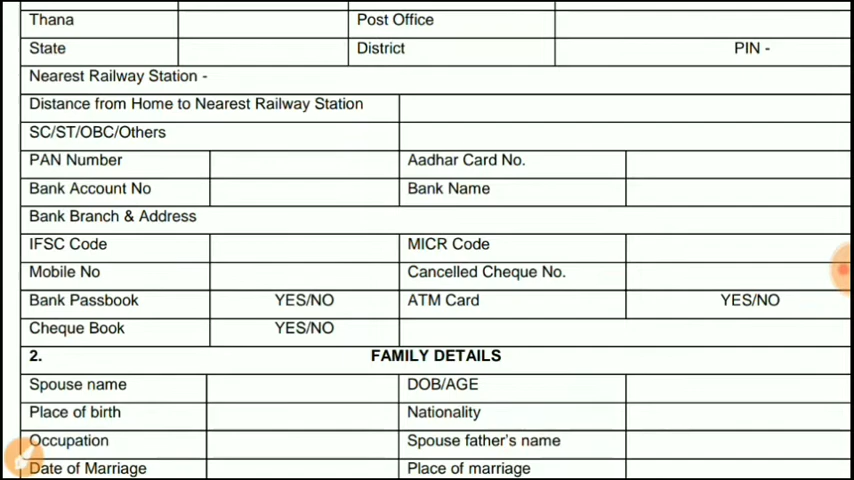 Thana Post Office
State District PIN -
Nearest Railway Station -
Distance from Home to Nearest Railway Station
SC/ST/OBC/Others
PAN Number Aadhar Card No.
Bank Account No Bank Name
Bank Branch & Address
IFSC Code MICR Code
Mobile No Cancelled Cheque No.
Bank Passbook YES/NO ATM Card YES/NO
Cheque Book YES/NO
2. FAMILY DETAILS
Spouse name DOB/AGE
Place of birth Nationality
Occupation Spouse father's name
Date of Marriage Place of marriage